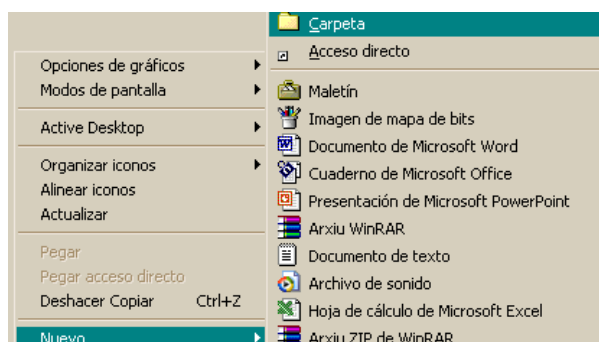 Opciones de gráficos
Modos de pantalla
Active Desktop
Organizar iconos
Alinear iconos
Actualizar
Pegar
Pegar acceso directo
Deshacer Copiar Ctrl+Z
Nuevo
Carpeta
Acceso directo
Maletín
Imagen de mapa de bits
Documento de Microsoft Word
Cuaderno de Microsoft Office
Presentación de Microsoft PowerPoint
Arxiu WinRAR
Documento de texto
Archivo de sonido
Hoja de cálculo de Microsoft Excel
Arxiu ZIP de WinRAR